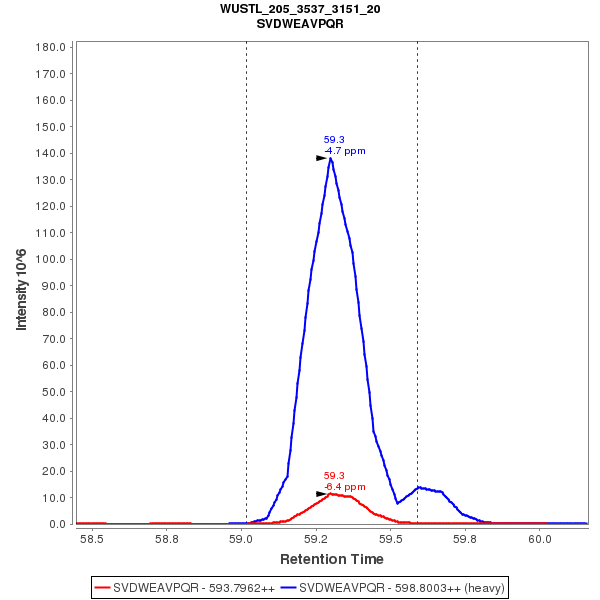 WUSTL_205_3537_3151_20
SVDWEAVPQR
180.0
170.0
160.0
150.0
140.0
130.0
120.0
110.0
100.0
90.0
80.0
70.0
60.0
50.0
40.0
30.0
20.0
10.0
0.0
Intensity 10^6
59.3
-4.7 ppm
59.3
-6.4 ppm
58.5 58.8 59.0 59.2 59.5 59.8 60.0
Retention Time
SVDWEAVPQR - 593.7962++ SVDWEAVPQR - 598.8003++ (heavy)